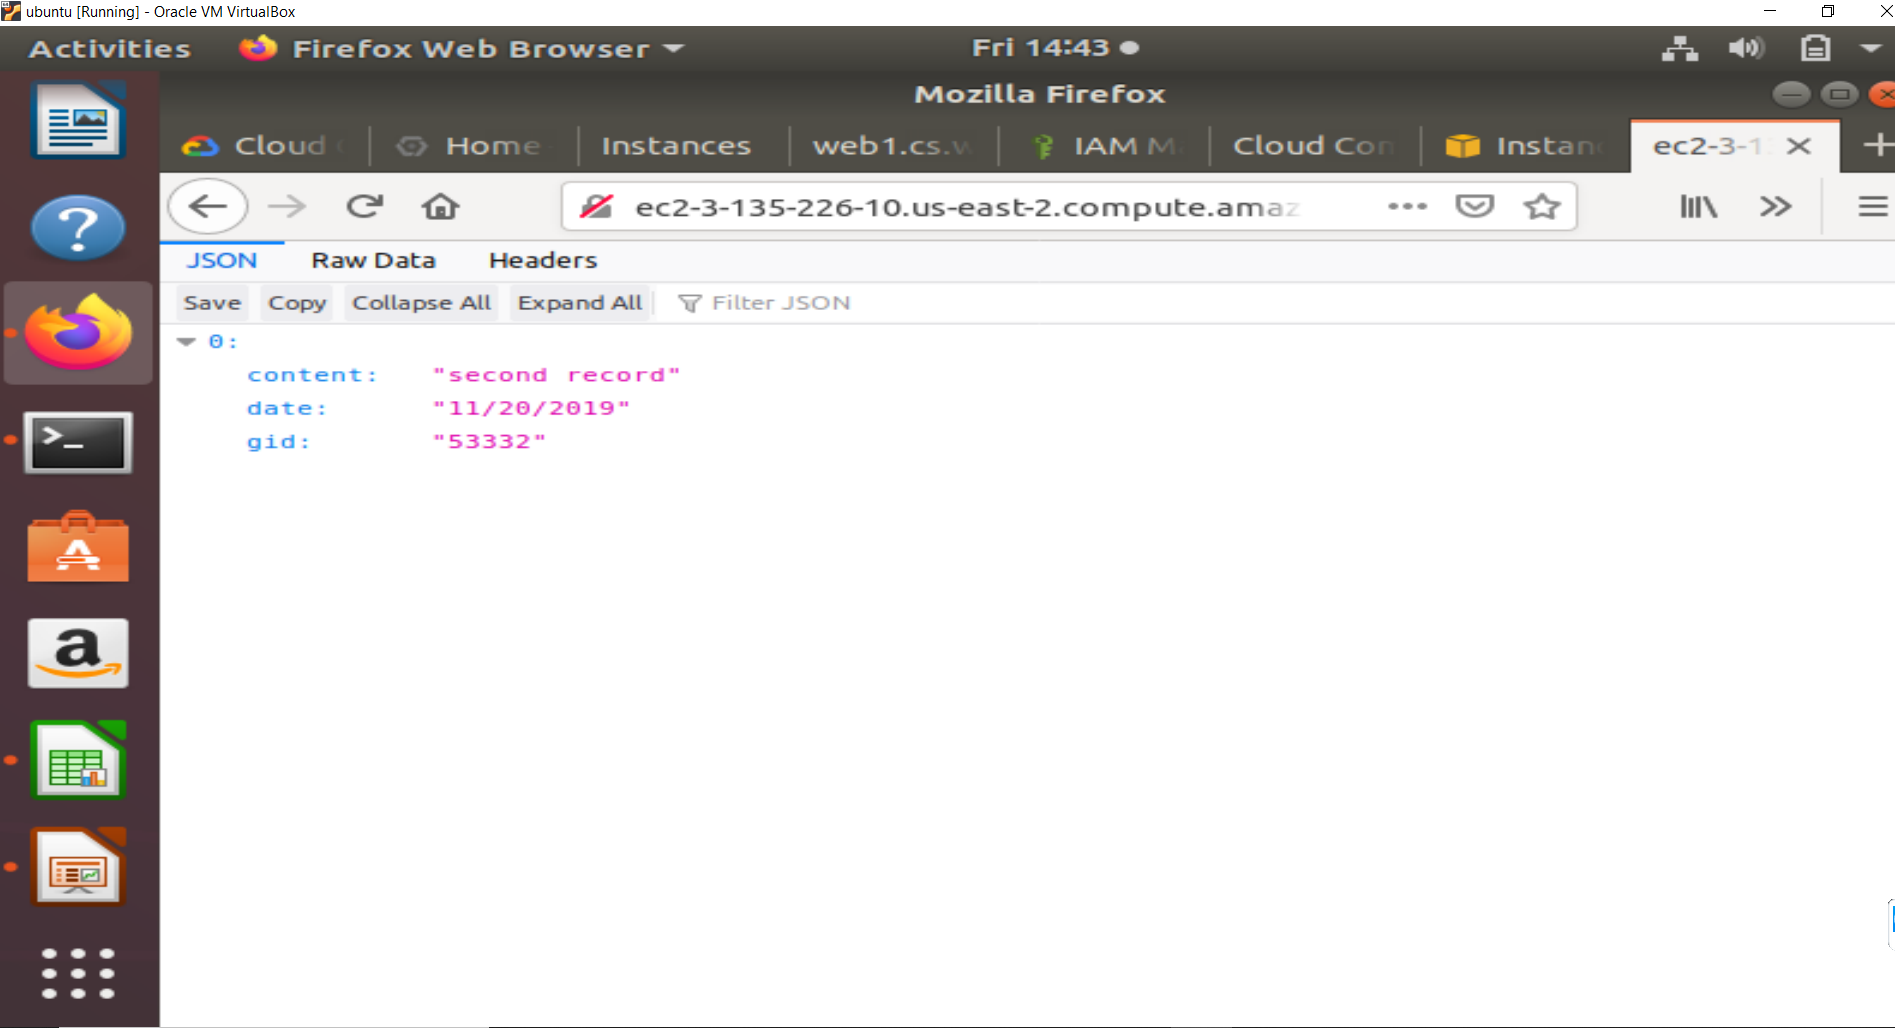 ubuntu [Running] - Oracle VM VirtualBox
Activities Firefox Web Browser Fri 14:43
Mozilla Firefox
Cloud Home Instances web1.cs. IAM M Cloud Con Instan ec2-3-1
ec2-3-135-226-10.us-east-2.compute.amaz
JSON Raw Data Headers
Save Copy Collapse All Expand All Filter JSON
0:
content: "second record"
date: "11/20/2019"
gid: "53332"